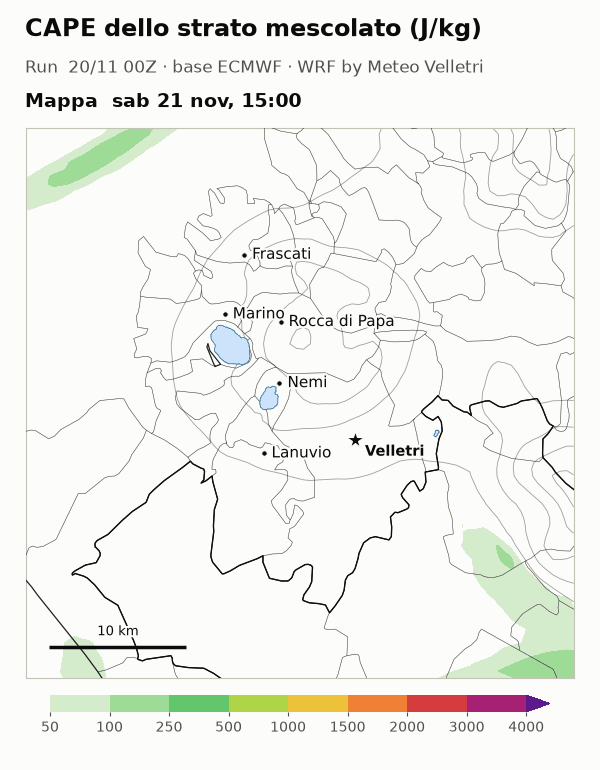 CAPE dello strato mescolato (J/kg)
Run 20/11 00Z · base ECMWF · WRF by Meteo Velletri
Mappa sab 21 nov, 15:00
Frascati
Marino
Rocca di Papa
Nemi
Lanuvio
Velletri
10 km
50 100 250 500 1000 1500 2000 3000 4000